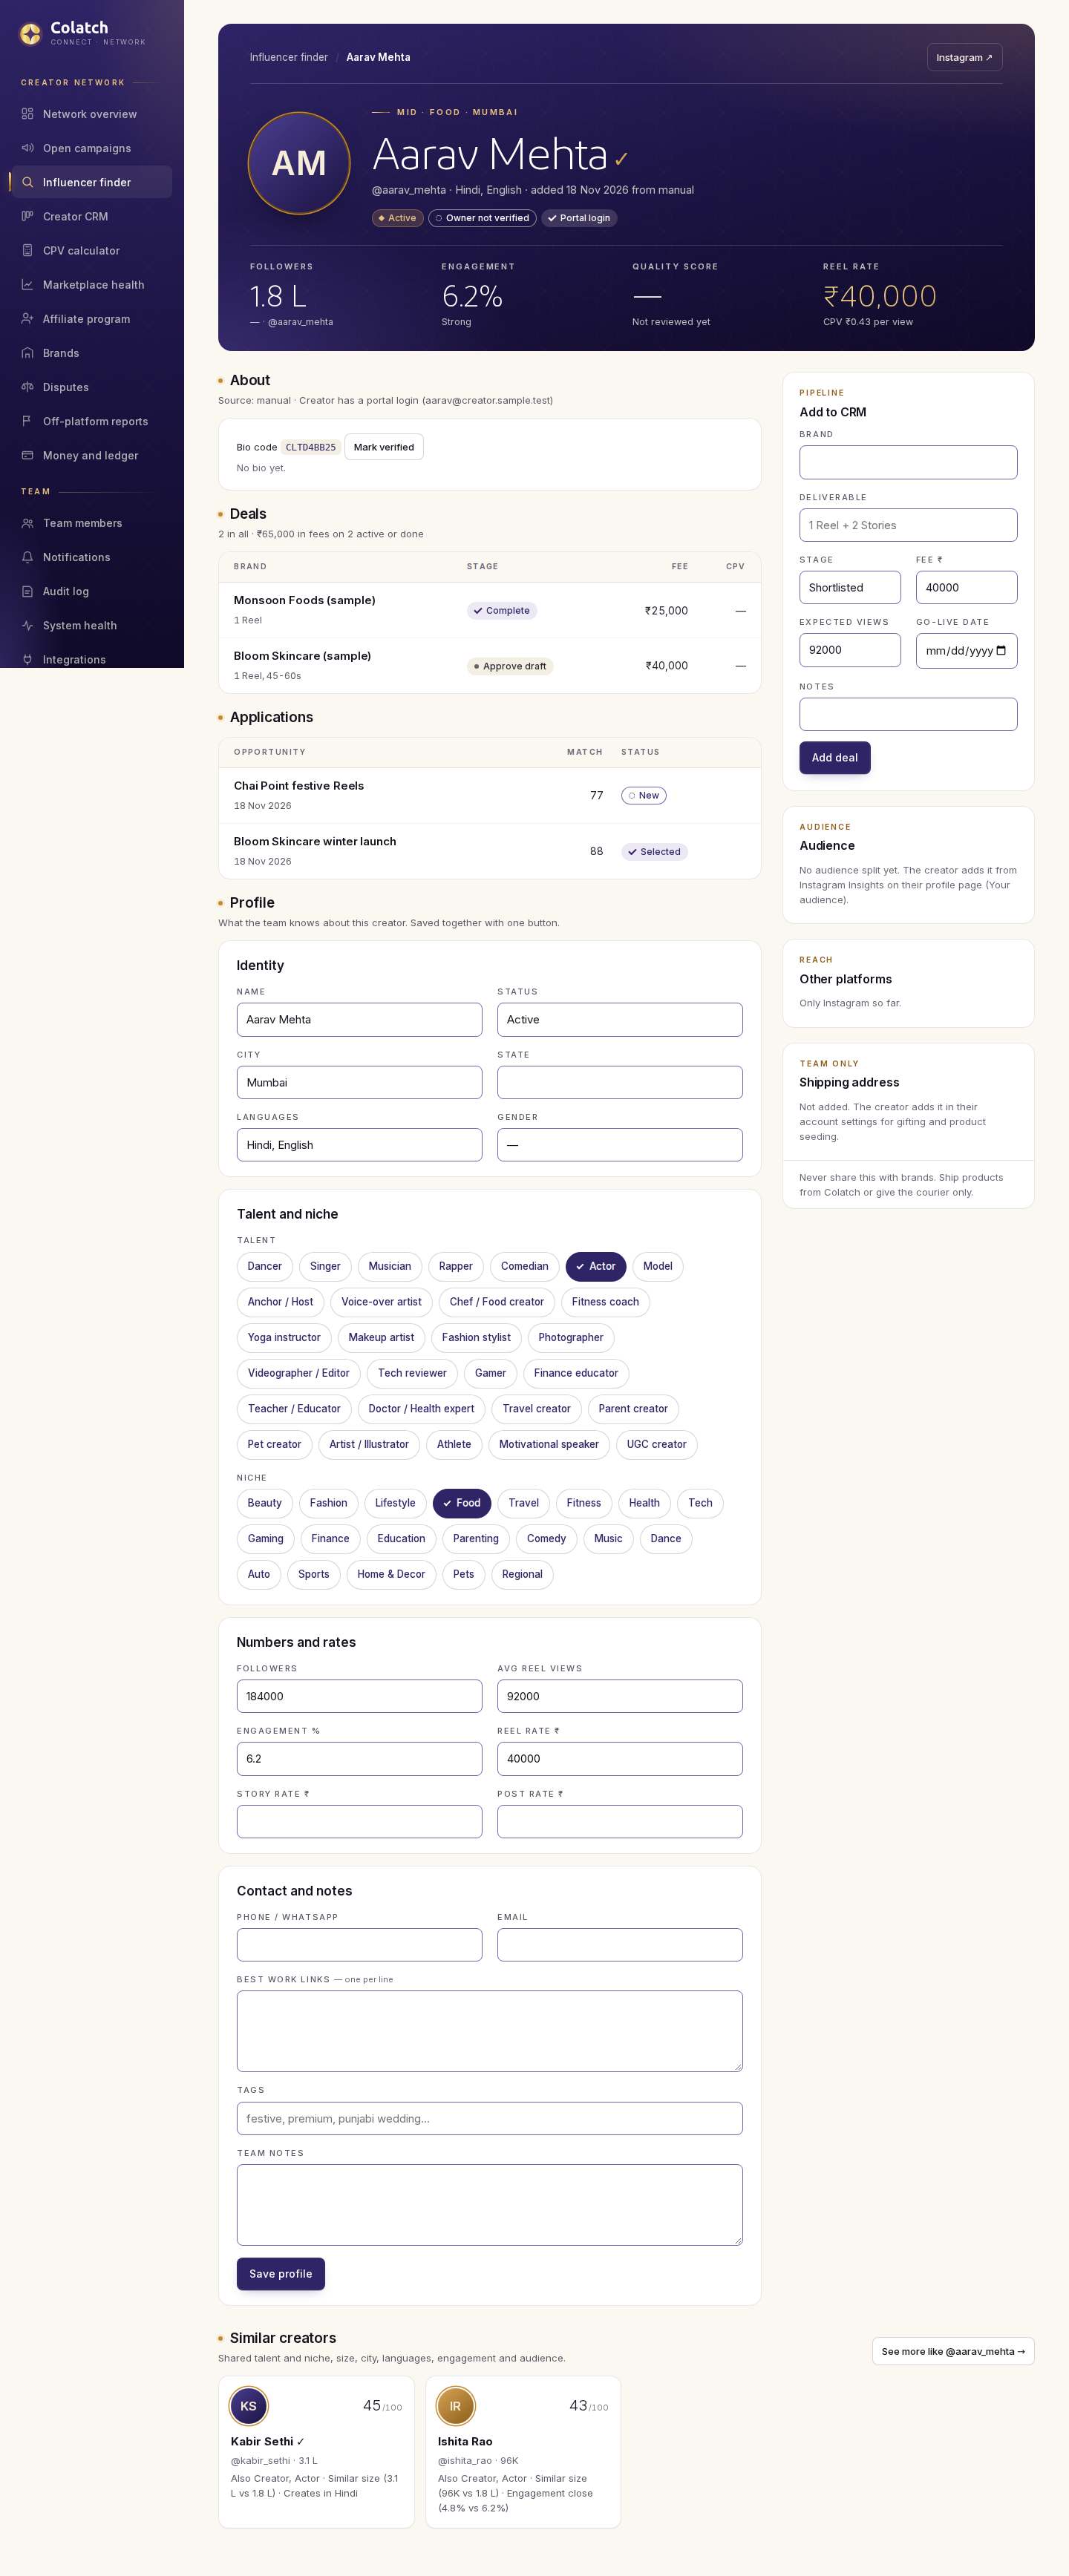 Colatch
CONNECT · NETWORK
CREATOR NETWORK
Network overview
Open campaigns
Influencer finder
Creator CRM
CPV calculator
Marketplace health
Affiliate program
Brands
Disputes
Off-platform reports
Money and ledger
TEAM
Team members
Notifications
Audit log
System health
Integrations
Influencer finder / Aarav Mehta
Instagram ↗
AM
MID · FOOD · MUMBAI
Aarav Mehta ✓
@aarav_mehta · Hindi, English · added 18 Nov 2026 from manual
Active
Owner not verified
Portal login
FOLLOWERS
1.8 L
— · @aarav_mehta
ENGAGEMENT
6.2%
Strong
QUALITY SCORE
—
Not reviewed yet
REEL RATE
₹40,000
CPV ₹0.43 per view
About
Source: manual · Creator has a portal login (aarav@creator.sample.test)
Bio code CLTD4BB25 Mark verified
No bio yet.
Deals
2 in all · ₹65,000 in fees on 2 active or done
BRAND STAGE FEE CPV
Monsoon Foods (sample)
1 Reel
Complete
₹25,000
—
Bloom Skincare (sample)
1 Reel, 45-60s
Approve draft
₹40,000
—
Applications
OPPORTUNITY MATCH STATUS
Chai Point festive Reels
18 Nov 2026
77
New
Bloom Skincare winter launch
18 Nov 2026
88
Selected
Profile
What the team knows about this creator. Saved together with one button.
Identity
NAME
Aarav Mehta
STATUS
Active
CITY
Mumbai
STATE
LANGUAGES
Hindi, English
GENDER
—
Talent and niche
TALENT
Dancer Singer Musician Rapper Comedian ✓ Actor Model
Anchor / Host Voice-over artist Chef / Food creator Fitness coach
Yoga instructor Makeup artist Fashion stylist Photographer
Videographer / Editor Tech reviewer Gamer Finance educator
Teacher / Educator Doctor / Health expert Travel creator Parent creator
Pet creator Artist / Illustrator Athlete Motivational speaker UGC creator
NICHE
Beauty Fashion Lifestyle ✓ Food Travel Fitness Health Tech
Gaming Finance Education Parenting Comedy Music Dance
Auto Sports Home & Decor Pets Regional
Numbers and rates
FOLLOWERS
184000
AVG REEL VIEWS
92000
ENGAGEMENT %
6.2
REEL RATE ₹
40000
STORY RATE ₹
POST RATE ₹
Contact and notes
PHONE / WHATSAPP
EMAIL
BEST WORK LINKS — one per line
TAGS
festive, premium, punjabi wedding...
TEAM NOTES
Save profile
PIPELINE
Add to CRM
BRAND
DELIVERABLE
1 Reel + 2 Stories
STAGE
Shortlisted
FEE ₹
40000
EXPECTED VIEWS
92000
GO-LIVE DATE
mm/dd/yyyy
NOTES
Add deal
AUDIENCE
Audience
No audience split yet. The creator adds it from
Instagram Insights on their profile page (Your
audience).
REACH
Other platforms
Only Instagram so far.
TEAM ONLY
Shipping address
Not added. The creator adds it in their
account settings for gifting and product
seeding.
Never share this with brands. Ship products
from Colatch or give the courier only.
Similar creators
Shared talent and niche, size, city, languages, engagement and audience.
See more like @aarav_mehta →
KS
45 /100
Kabir Sethi ✓
@kabir_sethi · 3.1 L
Also Creator, Actor · Similar size (3.1
L vs 1.8 L) · Creates in Hindi
IR
43 /100
Ishita Rao
@ishita_rao · 96K
Also Creator, Actor · Similar size
(96K vs 1.8 L) · Engagement close
(4.8% vs 6.2%)